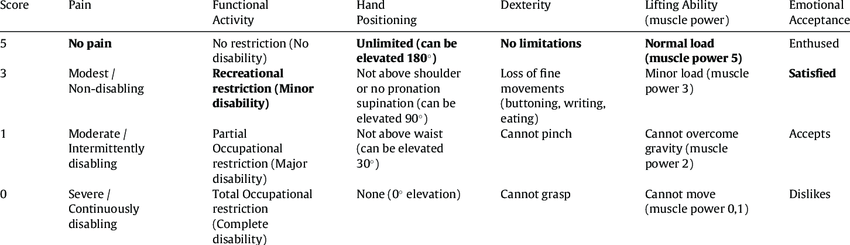 Score Pain Functional Activity Hand Positioning Dexterity Lifting Ability (muscle power) Emotional Acceptance
5 No pain No restriction (No disability) Unlimited (can be elevated 180°) No limitations Normal load (muscle power 5) Enthused
3 Modest / Non-disabling Recreational restriction (Minor disability) Not above shoulder or no pronation supination (can be elevated 90°) Loss of fine movements (buttoning, writing, eating) Minor load (muscle power 3) Satisfied
1 Moderate / Intermittently disabling Partial Occupational restriction (Major disability) Not above waist (can be elevated 30°) Cannot pinch Cannot overcome gravity (muscle power 2) Accepts
0 Severe / Continuously disabling Total Occupational restriction (Complete disability) None (0° elevation) Cannot grasp Cannot move (muscle power 0,1) Dislikes